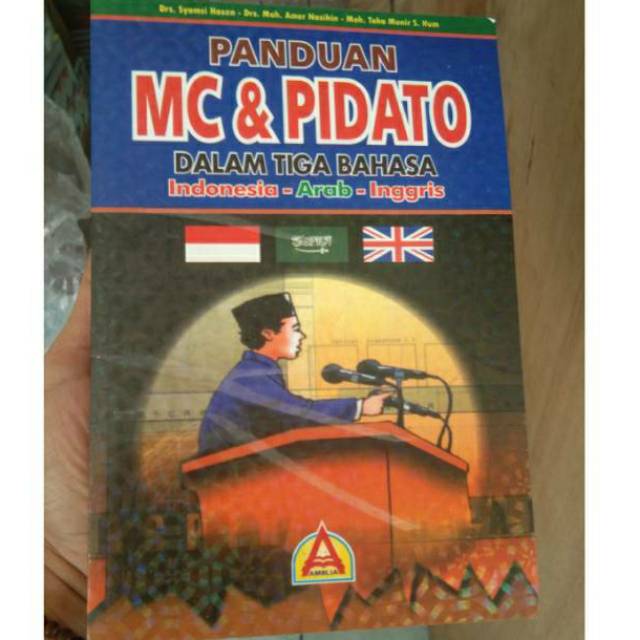 Drs. Syamsi Hasan - Drs. Moh. Amar Nasihin - Moh. Taha Munir S. Hum
PANDUAN
MC & PIDATO
DALAM TIGA BAHASA
Indonesia - Arab - Inggris
AMELIA